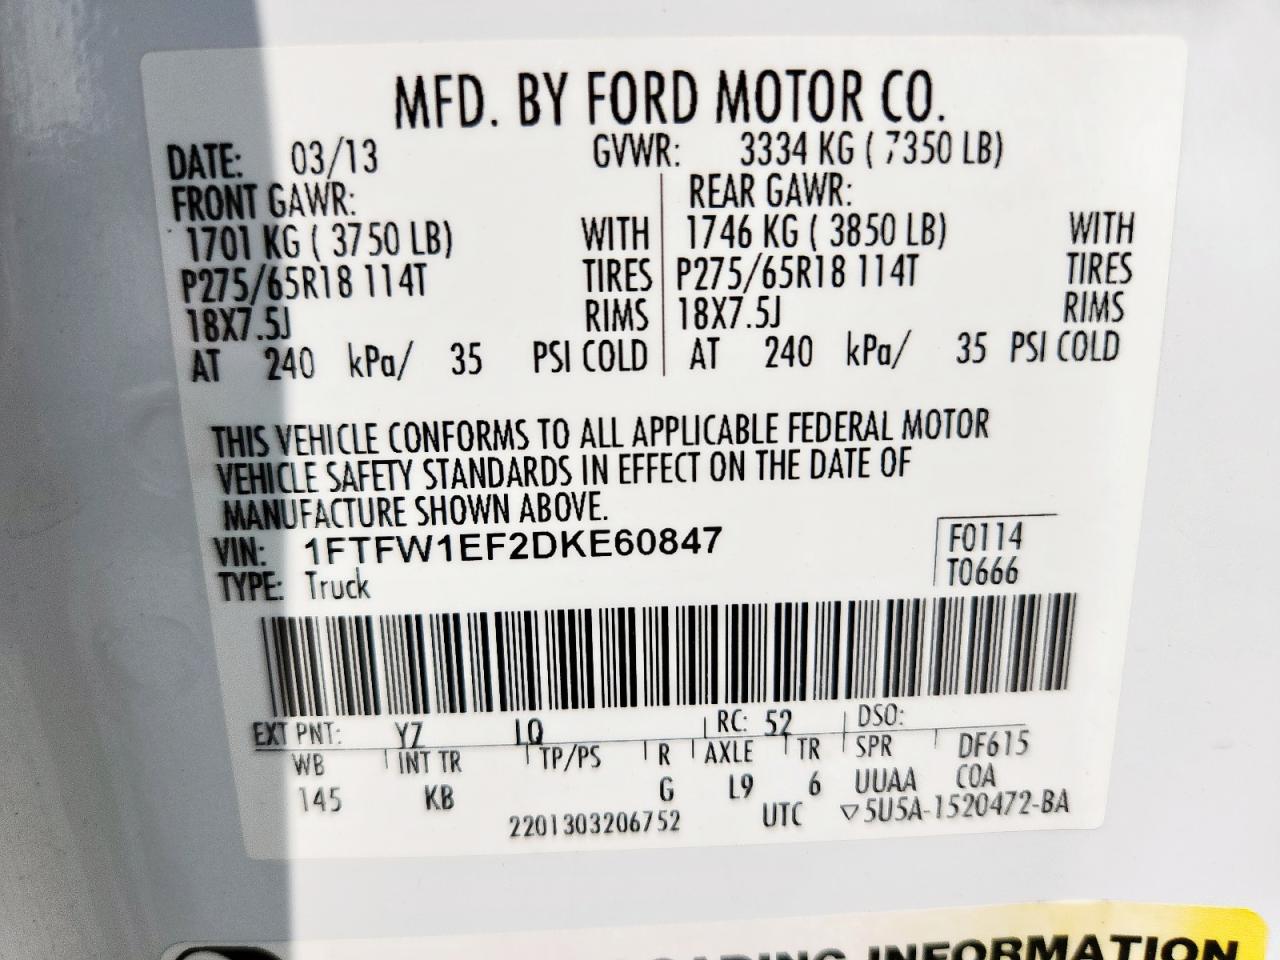 MFD. BY FORD MOTOR CO.
DATE: 03/13 GVWR: 3334 KG ( 7350 LB)
FRONT GAWR: REAR GAWR:
1701 KG ( 3750 LB) WITH 1746 KG ( 3850 LB) WITH
P275/65R18 114T TIRES P275/65R18 114T TIRES
18X7.5J RIMS 18X7.5J RIMS
AT 240 kPa/ 35 PSI COLD AT 240 kPa/ 35 PSI COLD
THIS VEHICLE CONFORMS TO ALL APPLICABLE FEDERAL MOTOR
VEHICLE SAFETY STANDARDS IN EFFECT ON THE DATE OF
MANUFACTURE SHOWN ABOVE.
VIN: 1FTFW1EF2DKE60847 F0114
TYPE: Truck T0666
EXT PNT: YZ LQ RC: 52 DSO:
WB INT TR TP/PS R AXLE TR SPR DF615
145 KB G L9 6 UUAA COA
2201303206752 UTC ▽5U5A-1520472-BA
INFORMATION